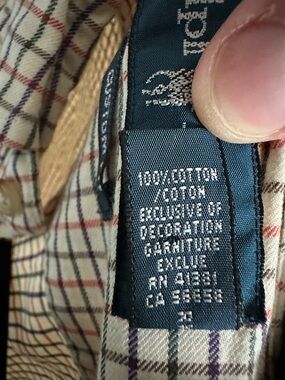 CUSTOM
100%COTTON
/COTON
EXCLUSIVE OF
DECORATION
GARNITURE
EXCLUE
RN 41381
CA 56658